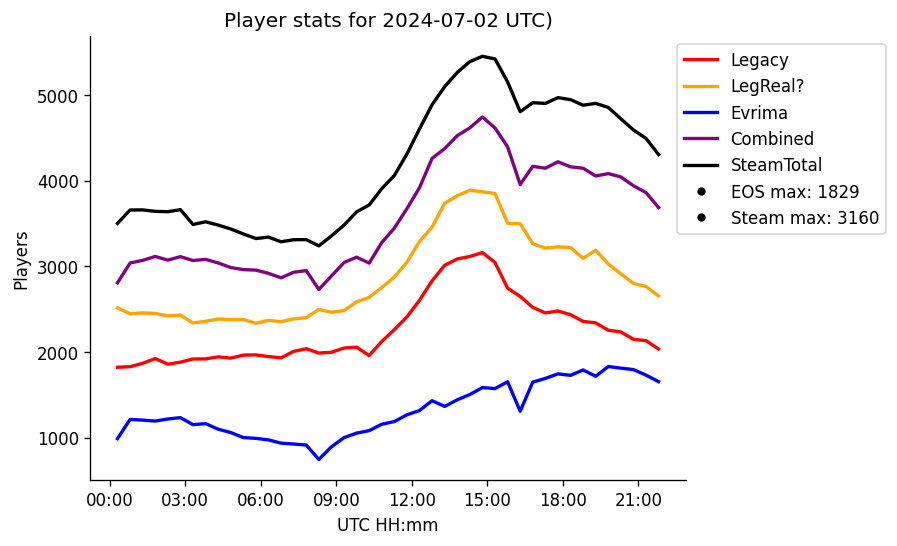 Player stats for 2024-07-02 UTC)
Legacy
LegReal?
Evrima
Combined
SteamTotal
EOS max: 1829
Steam max: 3160
Players
5000
4000
3000
2000
1000
00:00 03:00 06:00 09:00 12:00 15:00 18:00 21:00
UTC HH:mm